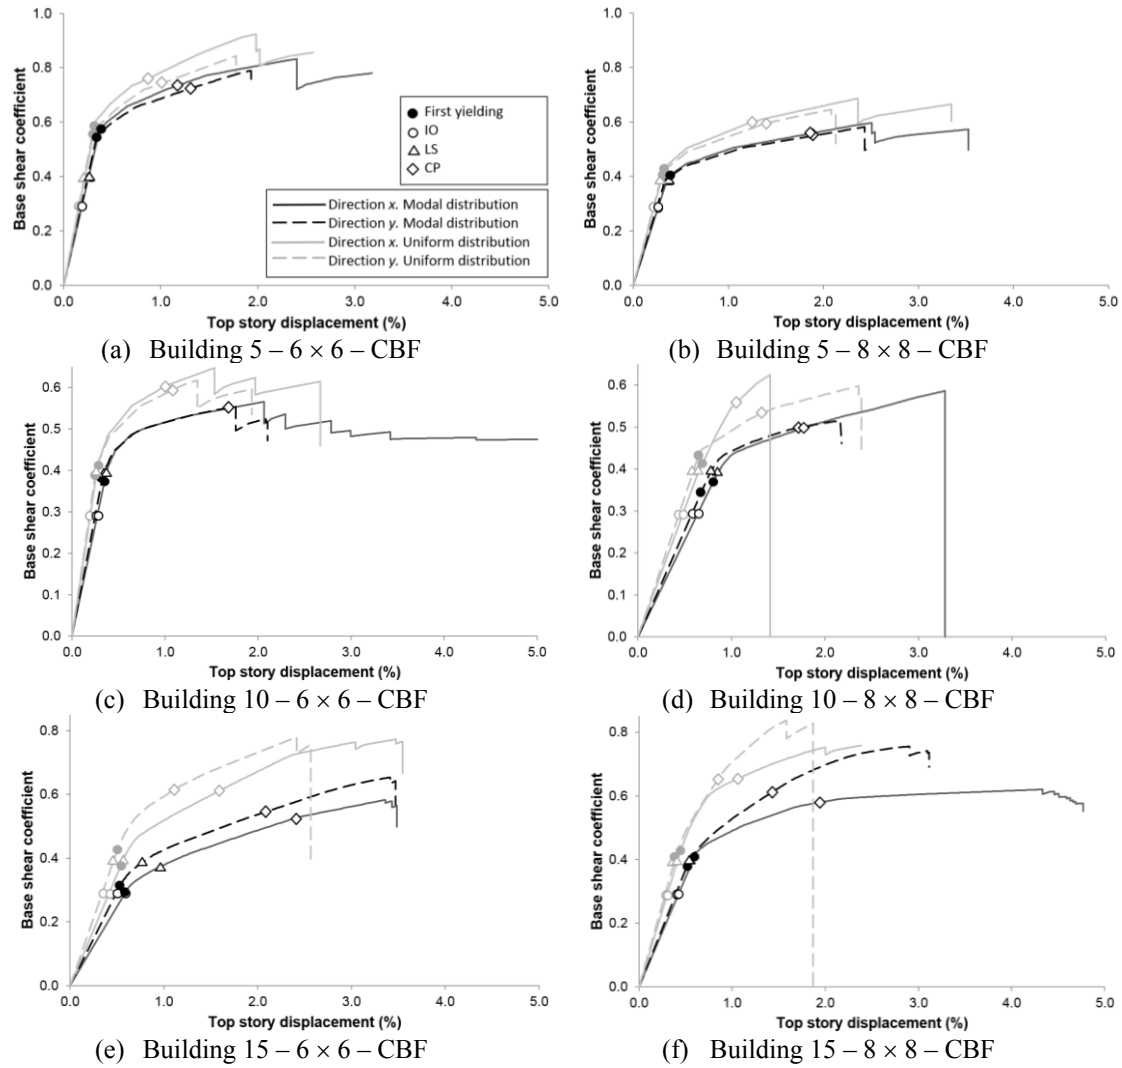 1.0
0.8
0.6
0.4
0.2
0.0
Base shear coefficient
0.0 1.0 2.0 3.0 4.0 5.0
Top story displacement (%)
First yielding
IO
LS
CP
Direction x. Modal distribution
Direction y. Modal distribution
Direction x. Uniform distribution
Direction y. Uniform distribution
(a) Building 5 – 6 × 6 – CBF
1.0
0.8
0.6
0.4
0.2
0.0
Base shear coefficient
0.0 1.0 2.0 3.0 4.0 5.0
Top story displacement (%)
(b) Building 5 – 8 × 8 – CBF
0.6
0.5
0.4
0.3
0.2
0.1
0.0
Base shear coefficient
0.0 1.0 2.0 3.0 4.0 5.0
Top story displacement (%)
(c) Building 10 – 6 × 6 – CBF
0.6
0.5
0.4
0.3
0.2
0.1
0.0
Base shear coefficient
0.0 1.0 2.0 3.0 4.0 5.0
Top story displacement (%)
(d) Building 10 – 8 × 8 – CBF
0.8
0.6
0.4
0.2
0.0
Base shear coefficient
0.0 1.0 2.0 3.0 4.0 5.0
Top story displacement (%)
(e) Building 15 – 6 × 6 – CBF
0.8
0.6
0.4
0.2
0.0
Base shear coefficient
0.0 1.0 2.0 3.0 4.0 5.0
Top story displacement (%)
(f) Building 15 – 8 × 8 – CBF